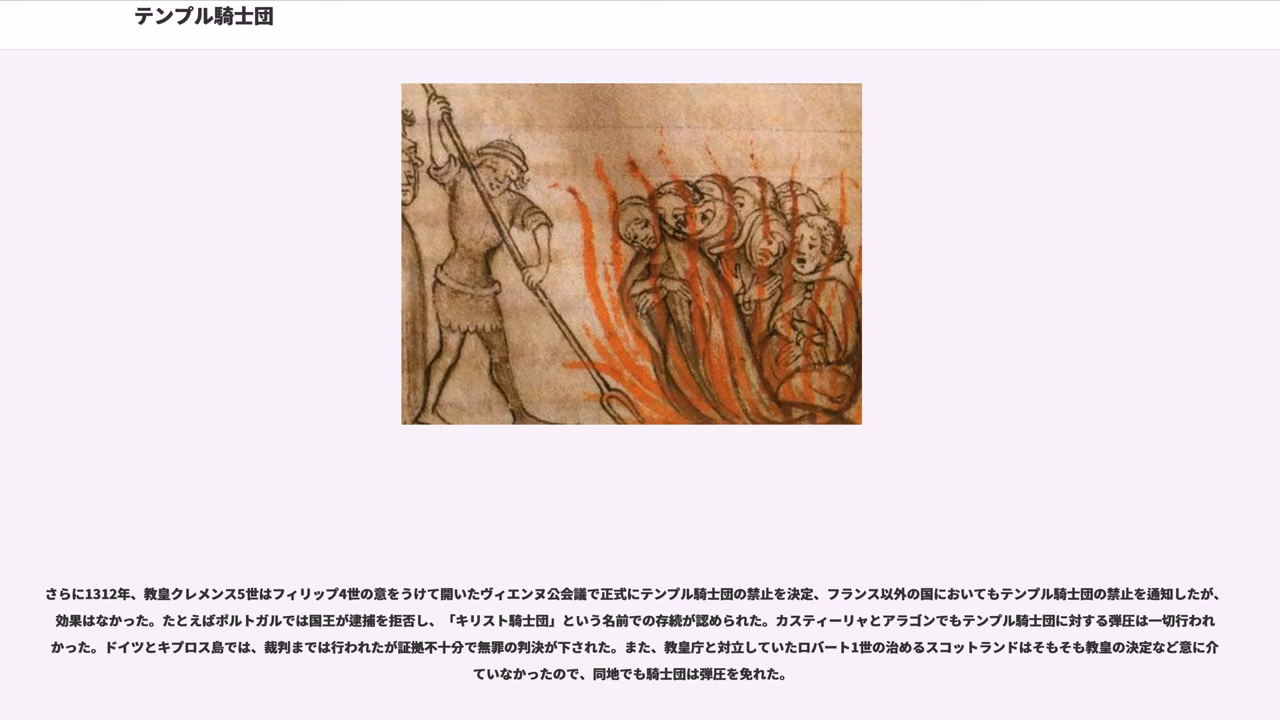 テンプル騎士団
さらに1312年、教皇クレメンス5世はフィリップ4世の意をうけて開いたヴィエンヌ公会議で正式にテンプル騎士団の禁止を決定、フランス以外の国においてもテンプル騎士団の禁止を通知したが、
効果はなかった。たとえばポルトガルでは国王が逮捕を拒否し、「キリスト騎士団」という名前での存続が認められた。カスティーリャとアラゴンでもテンプル騎士団に対する弾圧は一切行われ
かった。ドイツとキプロス島では、裁判までは行われたが証拠不十分で無罪の判決が下された。また、教皇庁と対立していたロバート1世の治めるスコットランドはそもそも教皇の決定など意に介
ていなかったので、同地でも騎士団は弾圧を免れた。